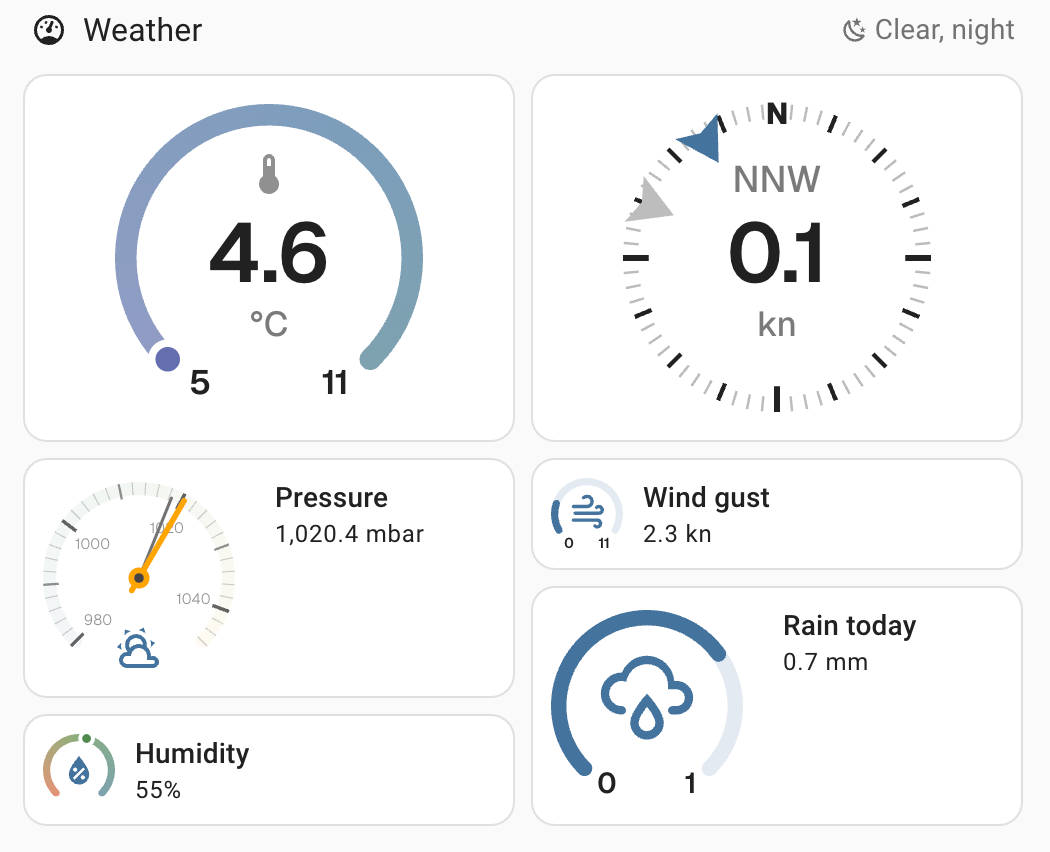 Weather
Clear, night
4.6
°C
5
11
N
NNW
0.1
kn
Pressure
1,020.4 mbar
980
1000
1020
1040
Wind gust
2.3 kn
0
11
Rain today
0.7 mm
0
1
Humidity
55%